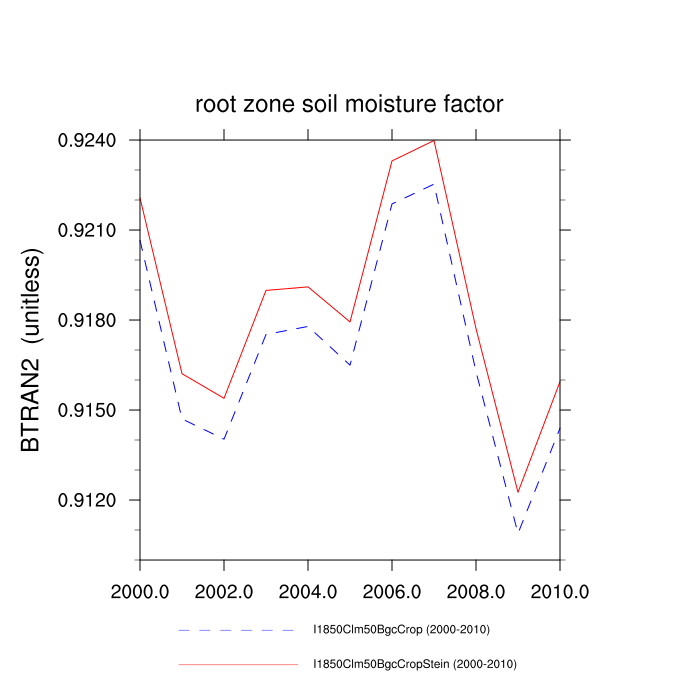 root zone soil moisture factor
0.9240
0.9210
0.9180
0.9150
0.9120
BTRAN2 (unitless)
2000.0 2002.0 2004.0 2006.0 2008.0 2010.0
I1850Clm50BgcCrop (2000-2010)
I1850Clm50BgcCropStein (2000-2010)